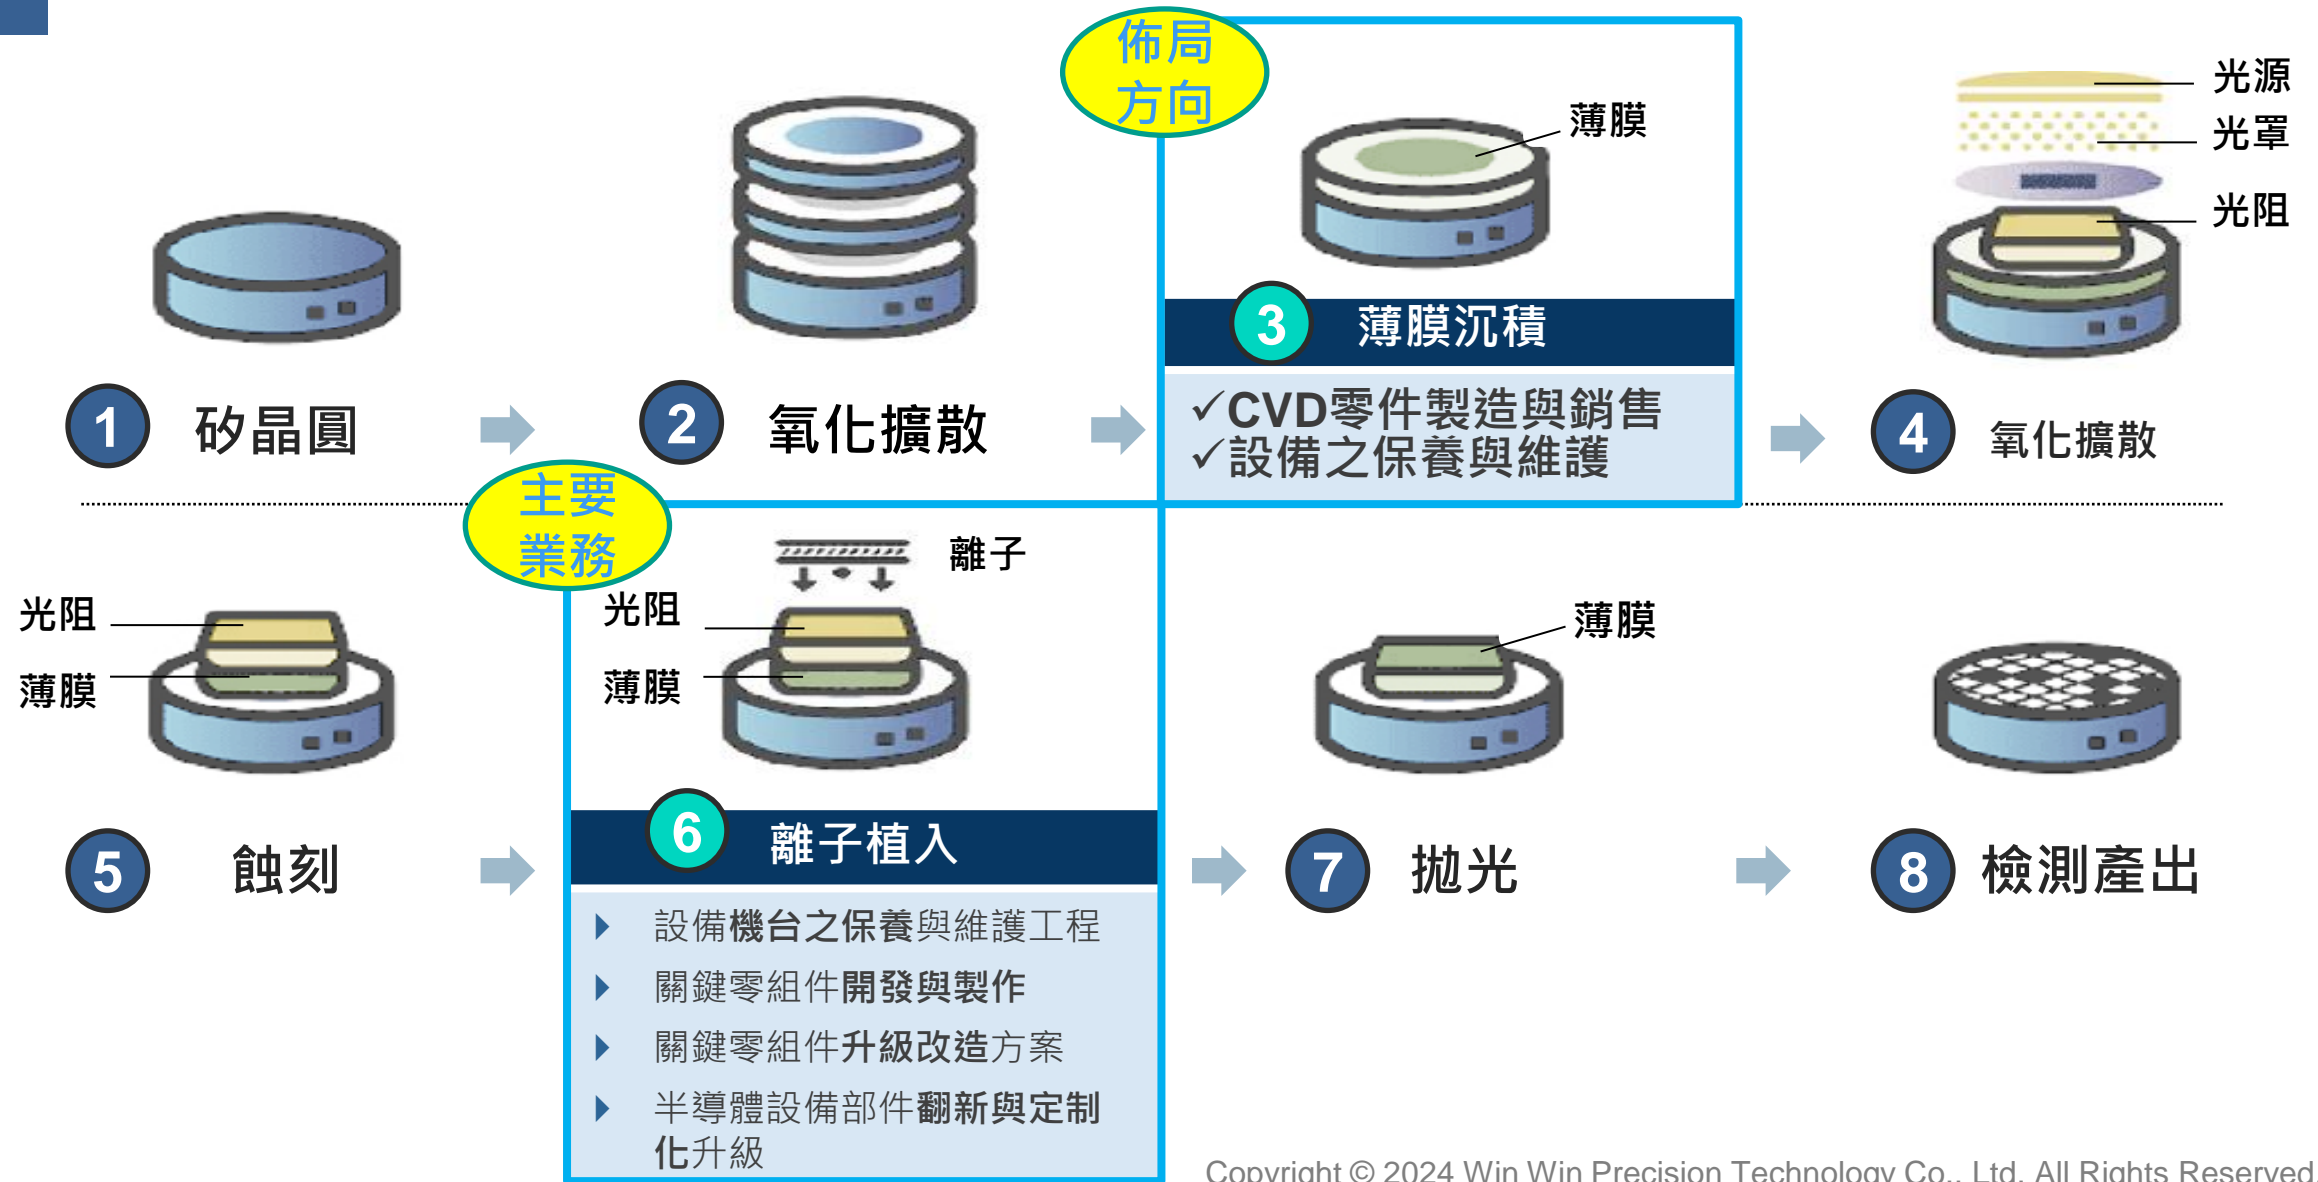 佈局
方向
薄膜
光源
光罩
光阻
1 矽晶圓
2 氧化擴散
3 薄膜沉積
✓CVD零件製造與銷售
✓設備之保養與維護
4 氧化擴散
主要
業務
光阻
薄膜
離子
光阻
薄膜
薄膜
5 蝕刻
6 離子植入
設備機台之保養與維護工程
關鍵零組件開發與製作
關鍵零組件升級改造方案
半導體設備部件翻新與定制
化升級
7 拋光
8 檢測產出
Copyright © 2024 Win Win Precision Technology Co., Ltd. All Rights Reserved.